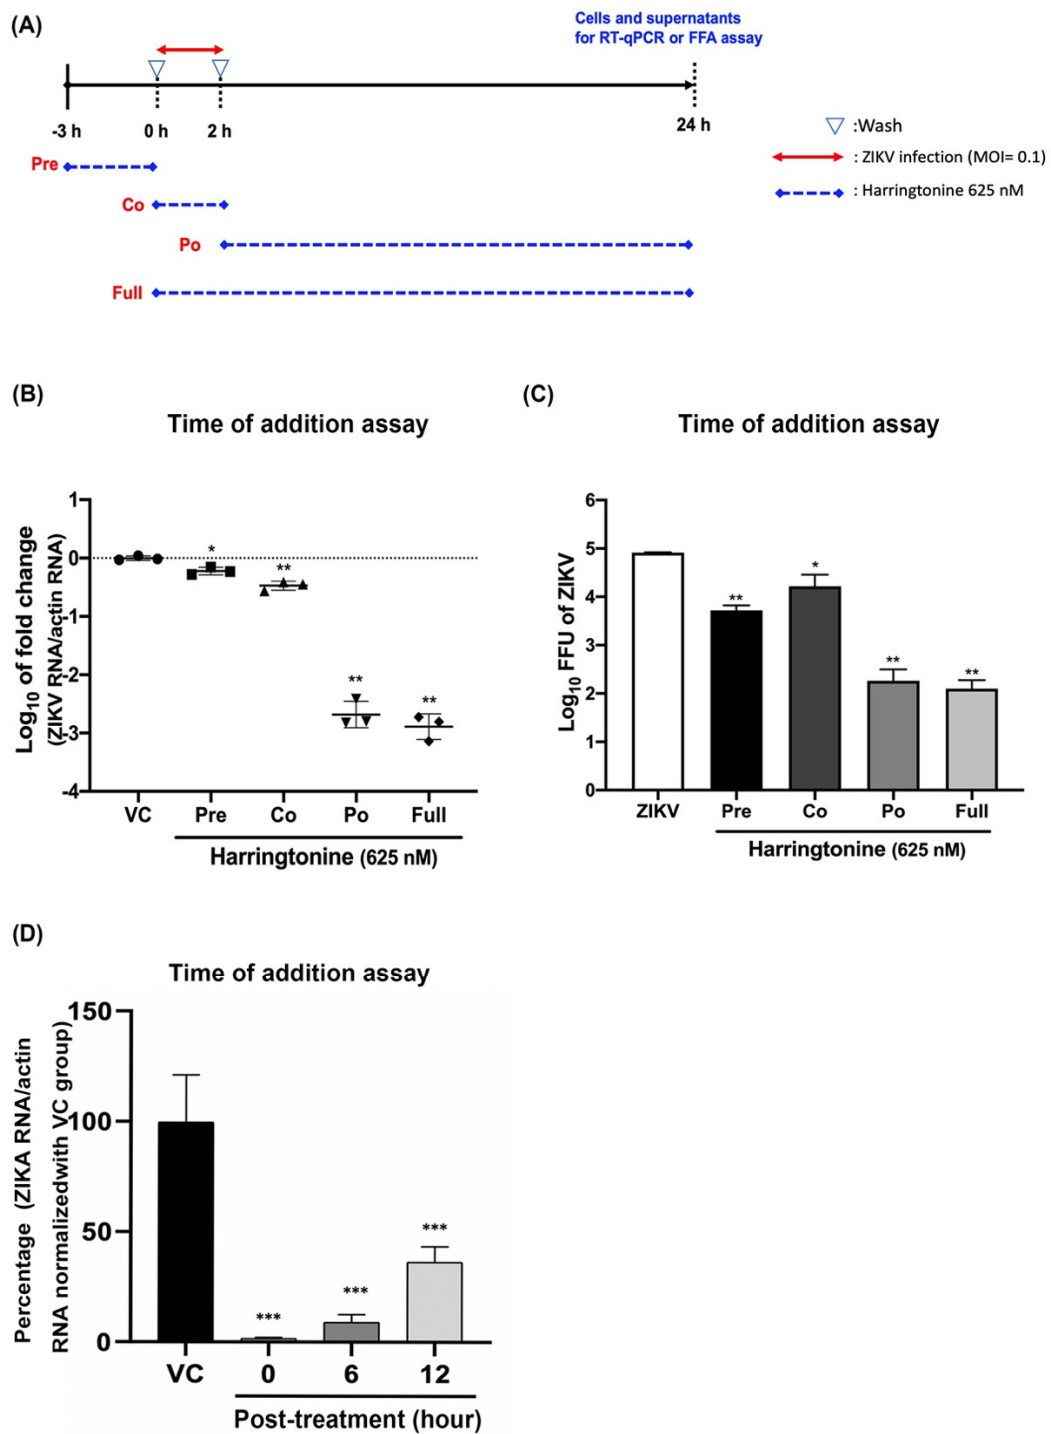 (A)
Cells and supernatants
for RT-qPCR or FFA assay
-3 h 0 h 2 h 24 h
:Wash
: ZIKV infection (MOI= 0.1)
: Harringtonine 625 nM
Pre
Co
Po
Full
(B)
Time of addition assay
Log10 of fold change
(ZIKV RNA/actin RNA)
1
0
-1
-2
-3
-4
*
**
**
**
VC Pre Co Po Full
Harringtonine (625 nM)
(C)
Time of addition assay
Log10 FFU of ZIKV
6
5
4
3
2
1
0
**
*
**
**
ZIKV Pre Co Po Full
Harringtonine (625 nM)
(D)
Time of addition assay
Percentage (ZIKA RNA/actin
RNA normalizedwith VC group)
150
100
50
0
***
***
***
VC 0 6 12
Post-treatment (hour)